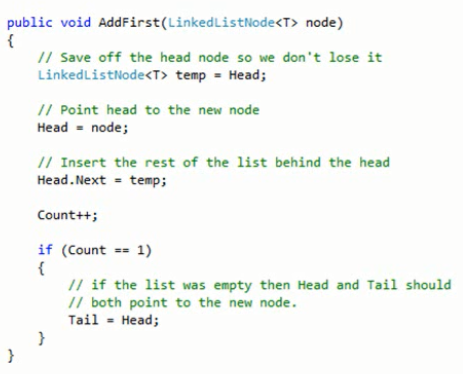 public void AddFirst(LinkedListNode<T> node)
{
// Save off the head node so we don't lose it
LinkedListNode<T> temp = Head;
// Point head to the new node
Head = node;
// Insert the rest of the list behind the head
Head.Next = temp;
Count++;
if (Count == 1)
{
// if the list was empty then Head and Tail should
// both point to the new node.
Tail = Head;
}
}